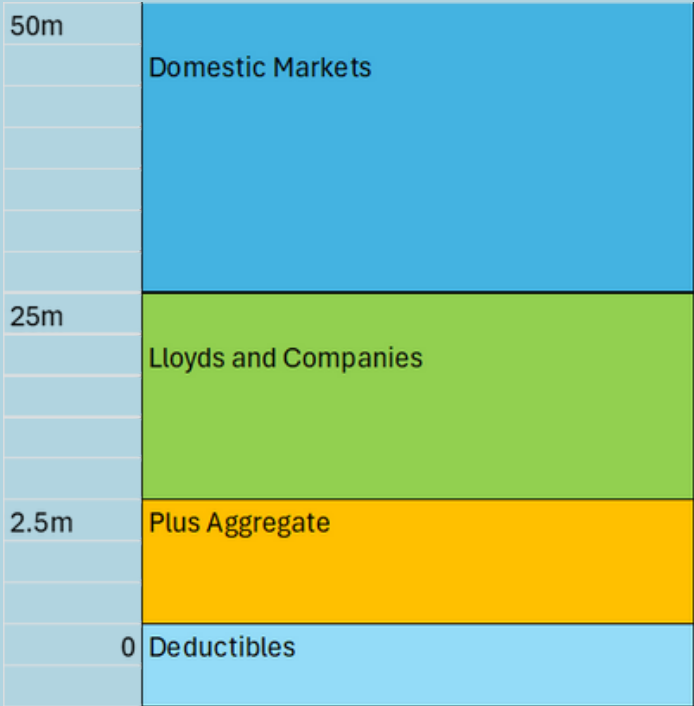 50m
Domestic Markets
25m
Lloyds and Companies
2.5m Plus Aggregate
0 Deductibles